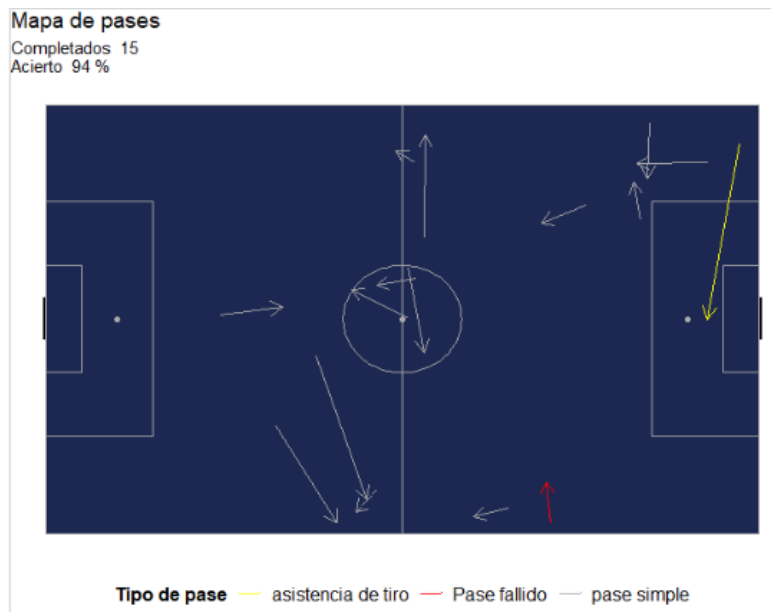 Mapa de pases
Completados 15
Acierto 94 %
Tipo de pase asistencia de tiro Pase fallido pase simple